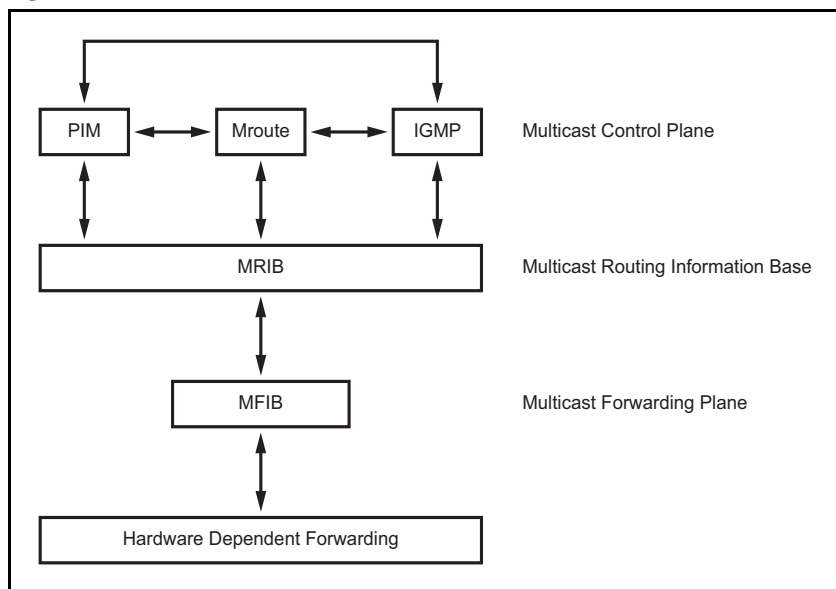 PIM Mroute IGMP Multicast Control Plane
MRIB Multicast Routing Information Base
MFIB Multicast Forwarding Plane
Hardware Dependent Forwarding